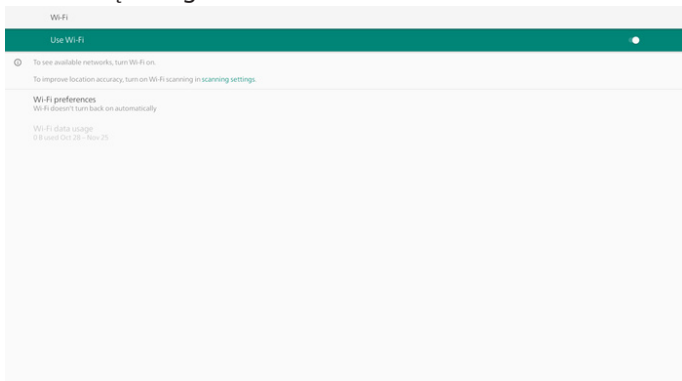 Wi-Fi
Use Wi-Fi
To see available networks, turn Wi-Fi on.
To improve location accuracy, turn on Wi-Fi scanning in scanning settings.
Wi-Fi preferences
Wi-Fi doesn't turn back on automatically
Wi-Fi data usage
0 B used Oct 28 – Nov 25